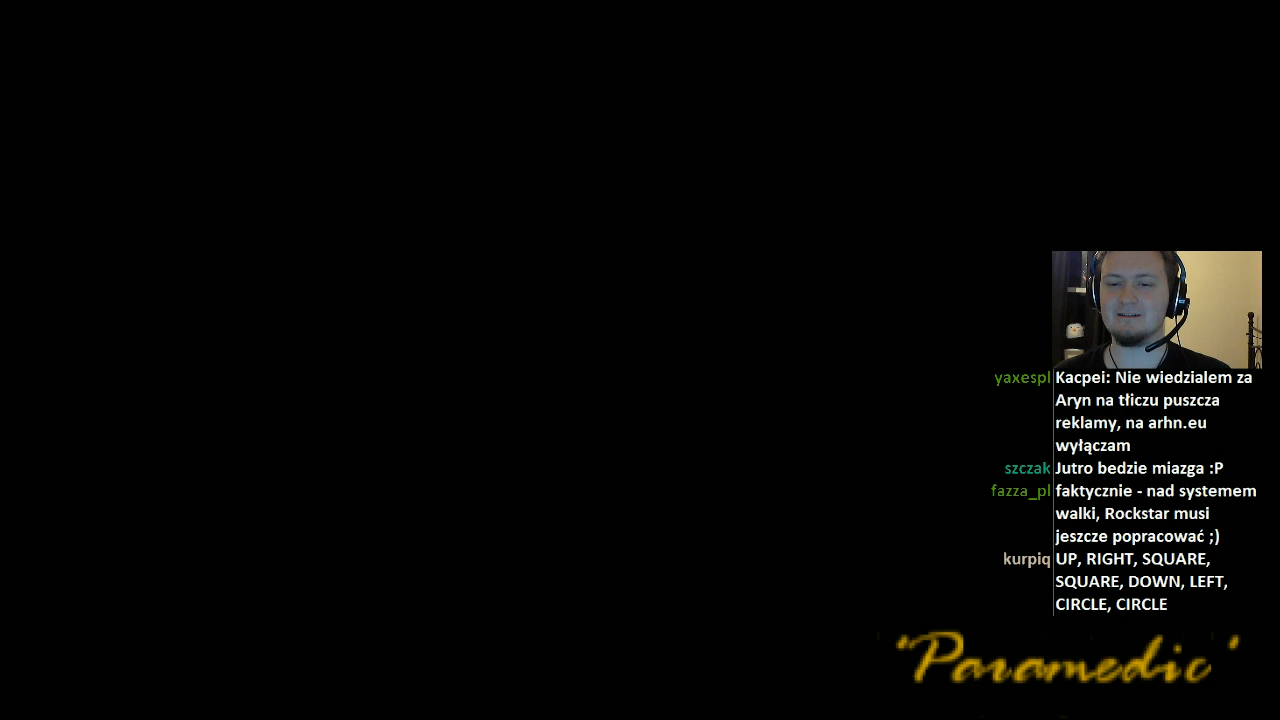 yaxespl Kacpei: Nie wiedzialem za
Aryn na tłiczu puszcza
reklamy, na arhn.eu
wyłączam
szczak Jutro bedzie miazga :P
fazza_pl faktycznie - nad systemem
walki, Rockstar musi
jeszcze popracować ;)
kurpiq UP, RIGHT, SQUARE,
SQUARE, DOWN, LEFT,
CIRCLE, CIRCLE
"Paramedic'